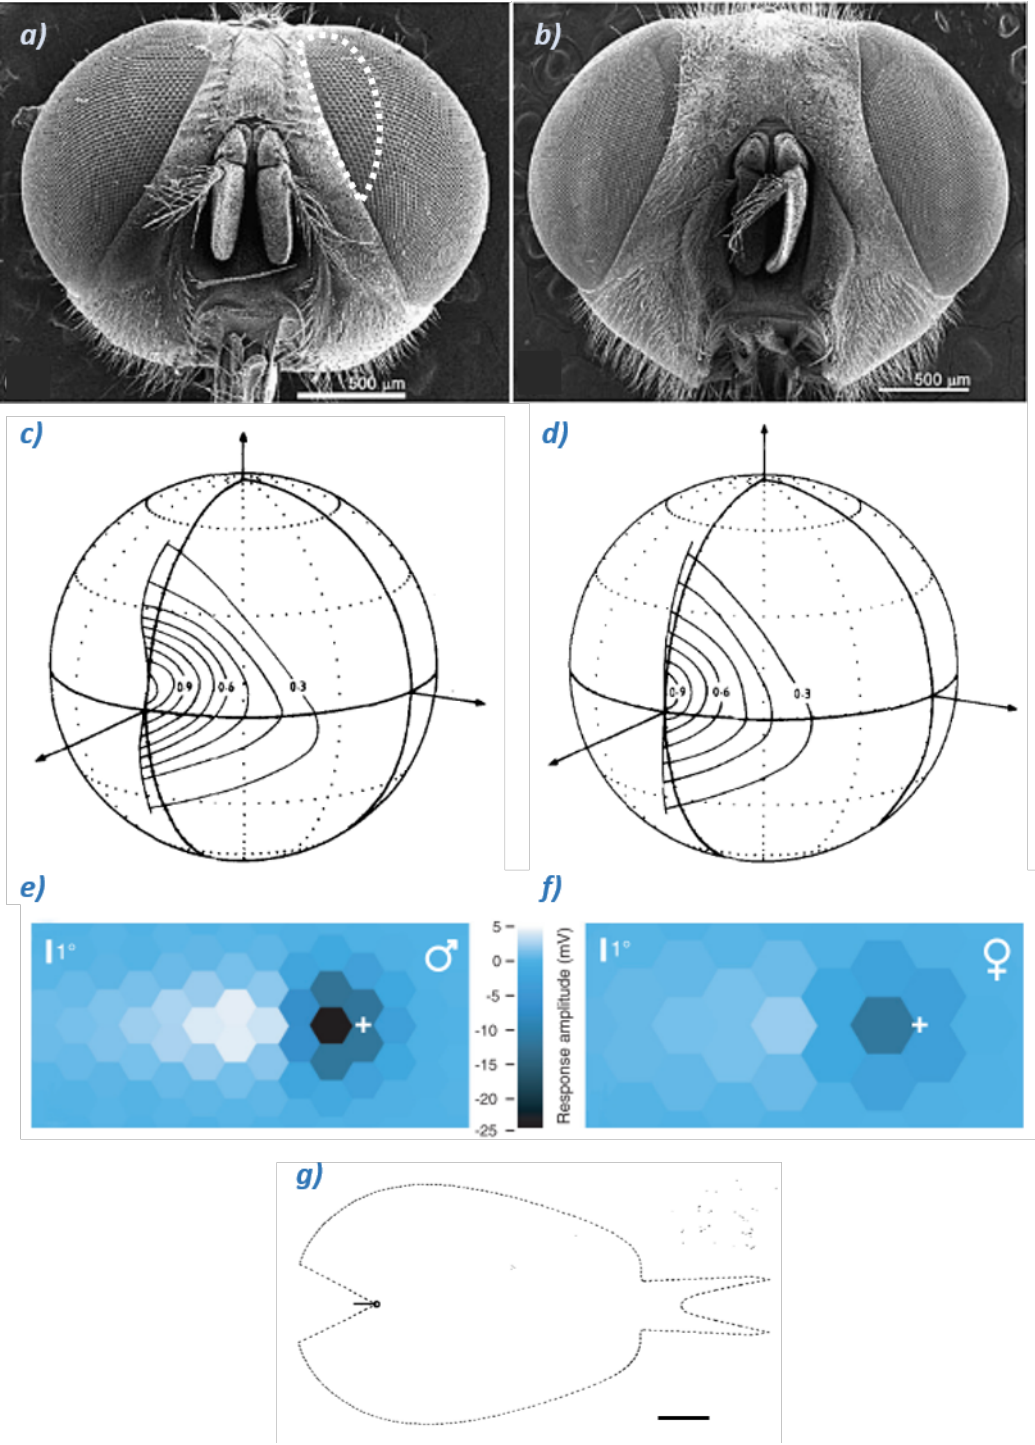 a)
b)
500 µm
500 µm
c)
d)
0·9
0·6
0·3
0·9
0·6
0·3
e)
f)
1°
♂
5
0
-5
-10
-15
-20
-25
Response amplitude (mV)
1°
♀
g)